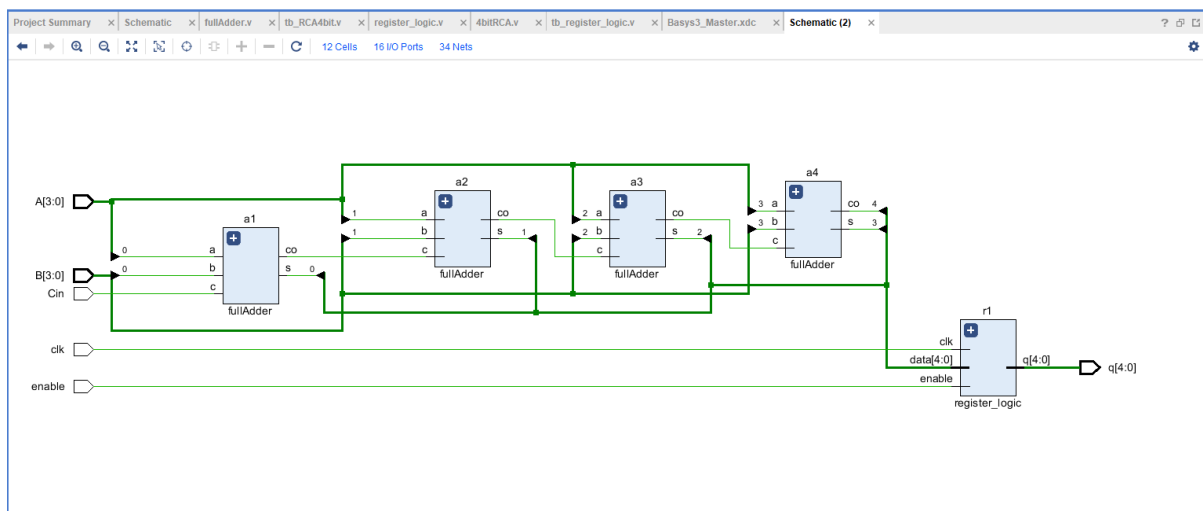 Project Summary × Schematic × fullAdder.v × tb_RCA4bit.v × register_logic.v × 4bitRCA.v × tb_register_logic.v × Basys3_Master.xdc × Schematic (2) × ?
12 Cells 16 I/O Ports 34 Nets
a4
a2 a3
3 a co 4
A[3:0]
1 a co 2 a co
3 b s 3
a1
1 b s 1 2 b s 2
c
0 a co c c
fullAdder
B[3:0] 0 b s 0 fullAdder fullAdder
Cin c
fullAdder
r1
clk clk
data[4:0] q[4:0] q[4:0]
enable enable
register_logic